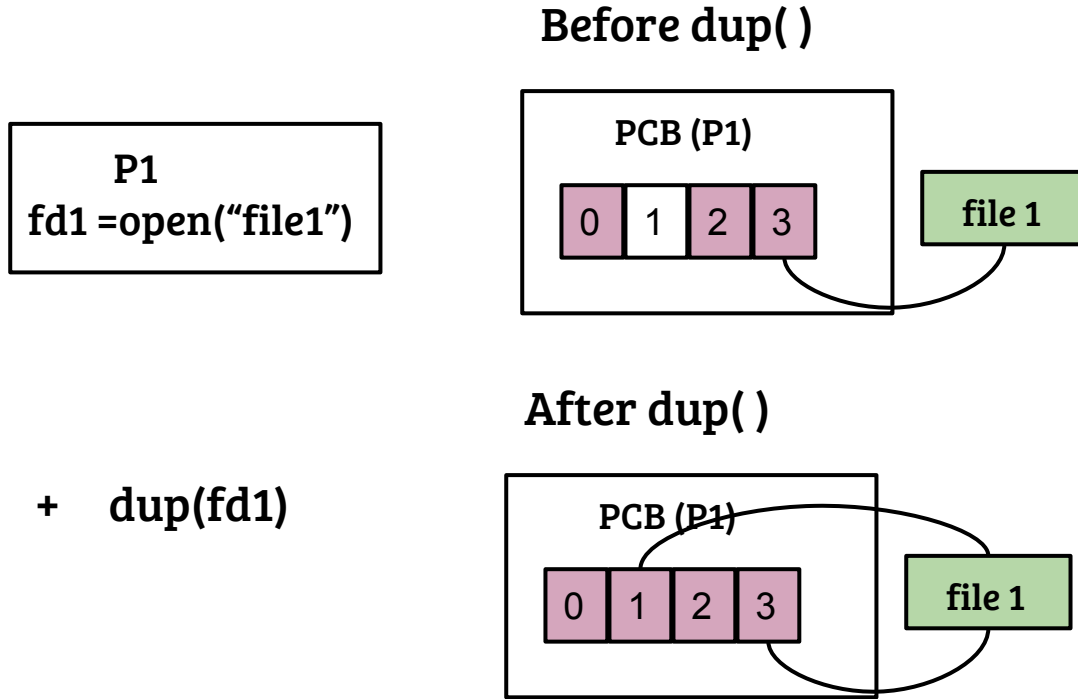 Before dup( )
P1
fd1 =open(“file1”)
PCB (P1)
0 1 2 3
file 1
After dup( )
+ dup(fd1)
PCB (P1)
0 1 2 3
file 1